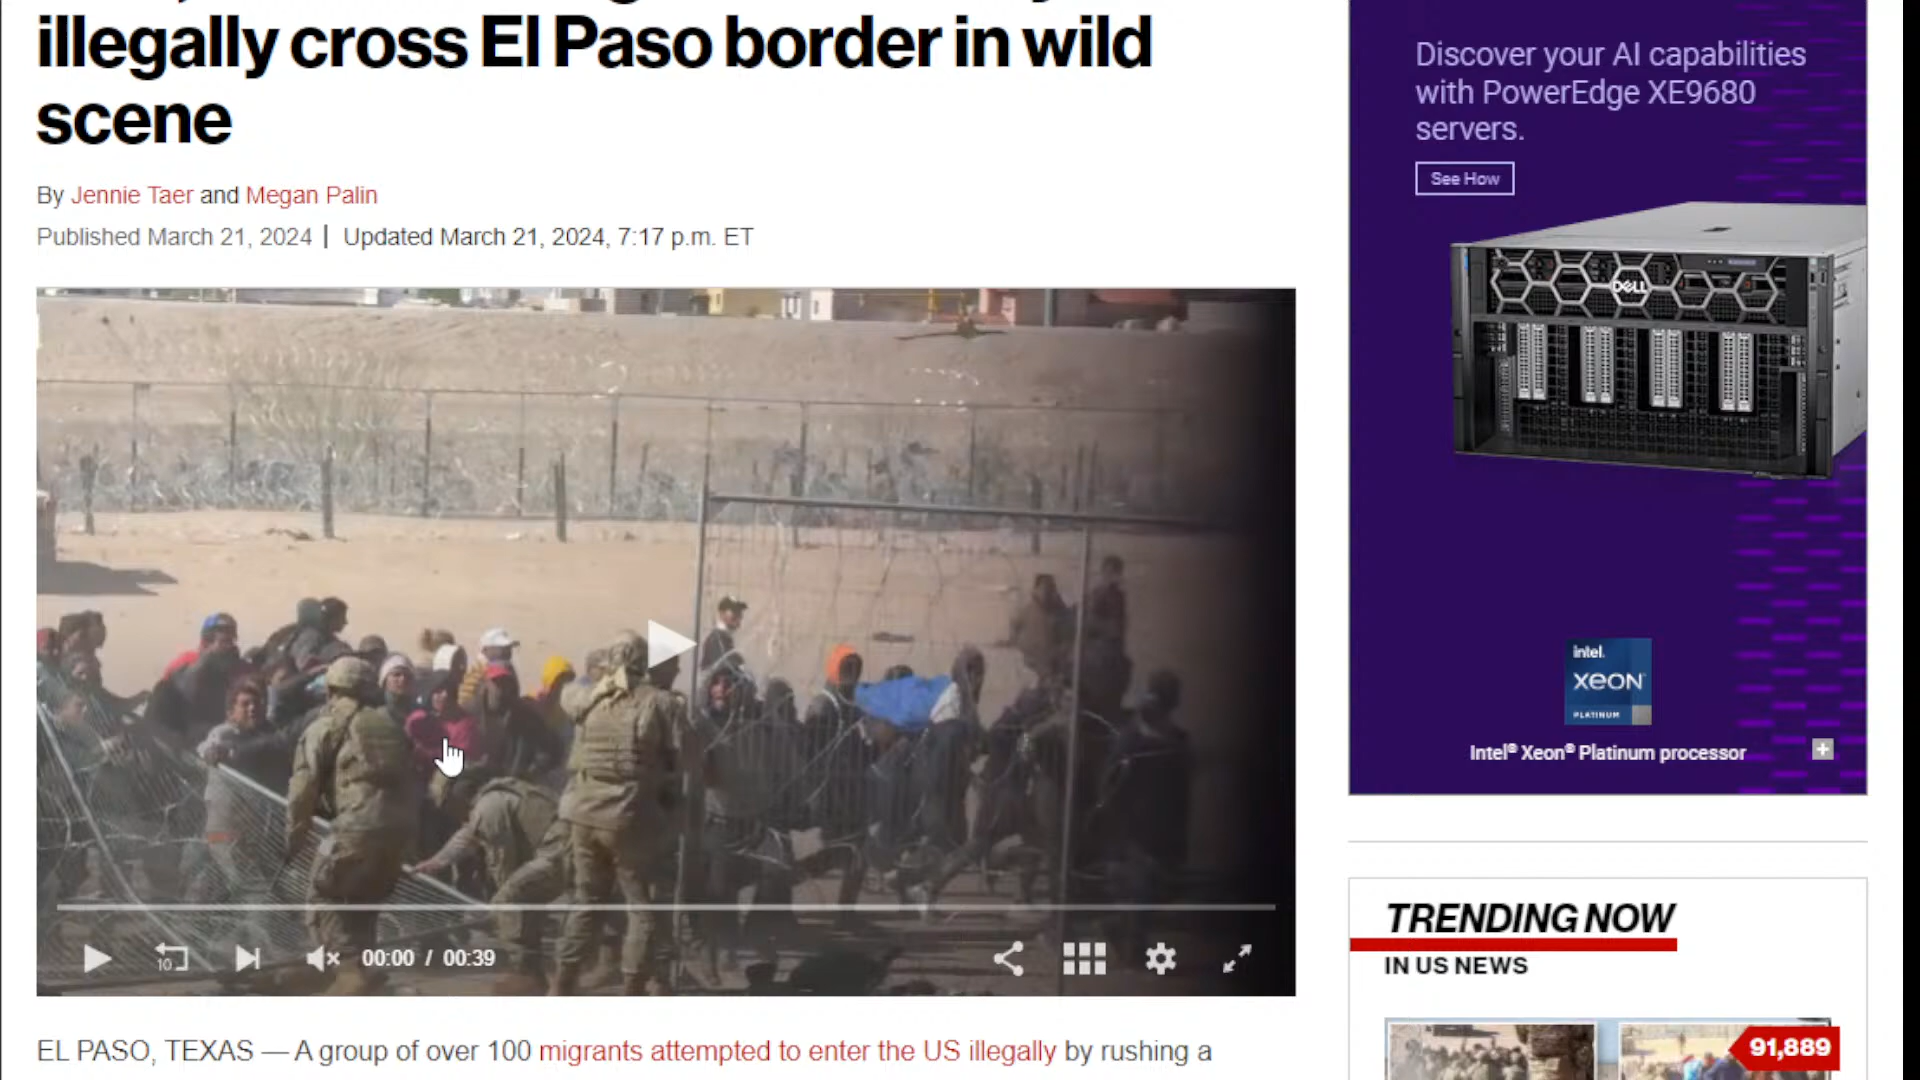 illegally cross El Paso border in wild
scene
By Jennie Taer and Megan Palin
Published March 21, 2024 | Updated March 21, 2024, 7:17 p.m. ET
10
00:00 / 00:39
EL PASO, TEXAS — A group of over 100 migrants attempted to enter the US illegally by rushing a
Discover your AI capabilities
with PowerEdge XE9680
servers.
See How
DELL
intel.
xeon
PLATINUM
Intel® Xeon® Platinum processor
TRENDING NOW
IN US NEWS
91,889